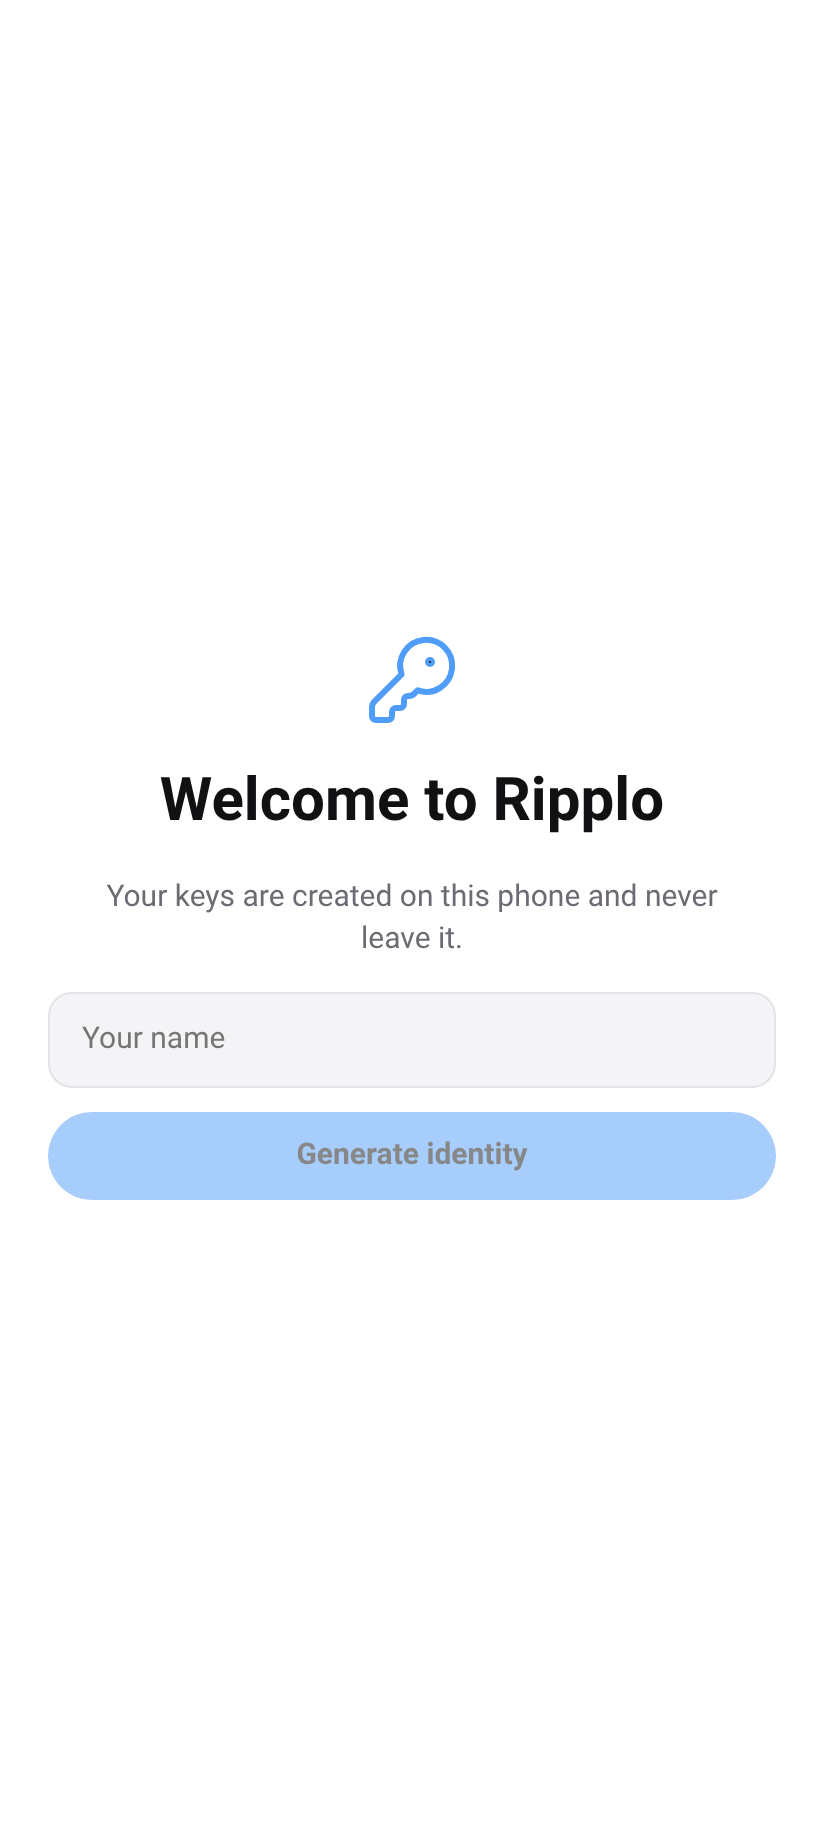 Welcome to Ripplo
Your keys are created on this phone and never
leave it.
Your name
Generate identity